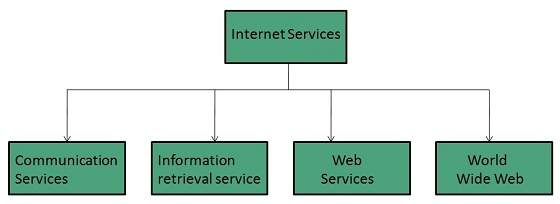 Internet Services
Communication
Services
Information
retrieval service
Web
Services
World
Wide Web